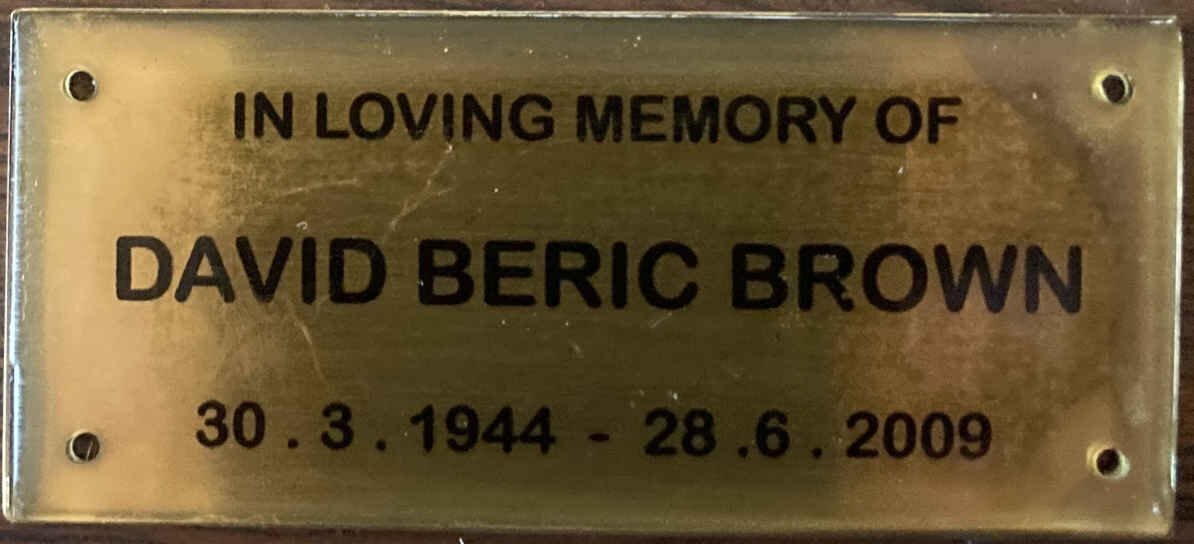 IN LOVING MEMORY OF
DAVID BERIC BROWN
30 . 3 . 1944 - 28 .6 . 2009